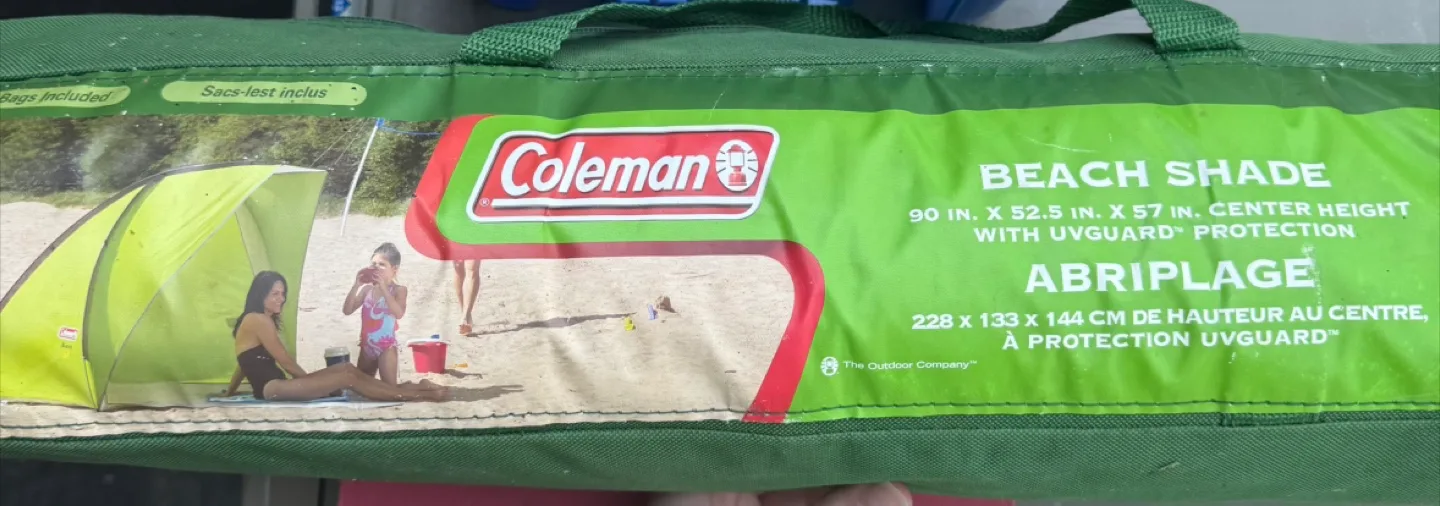 Bags Included
Sacs-lest inclus
Coleman
BEACH SHADE
90 IN. X 52.5 IN. X 57 IN. CENTER HEIGHT
WITH UVGUARD™ PROTECTION
ABRIPLAGE
228 X 133 X 144 CM DE HAUTEUR AU CENTRE,
À PROTECTION UVGUARD™
The Outdoor Company™
Coleman